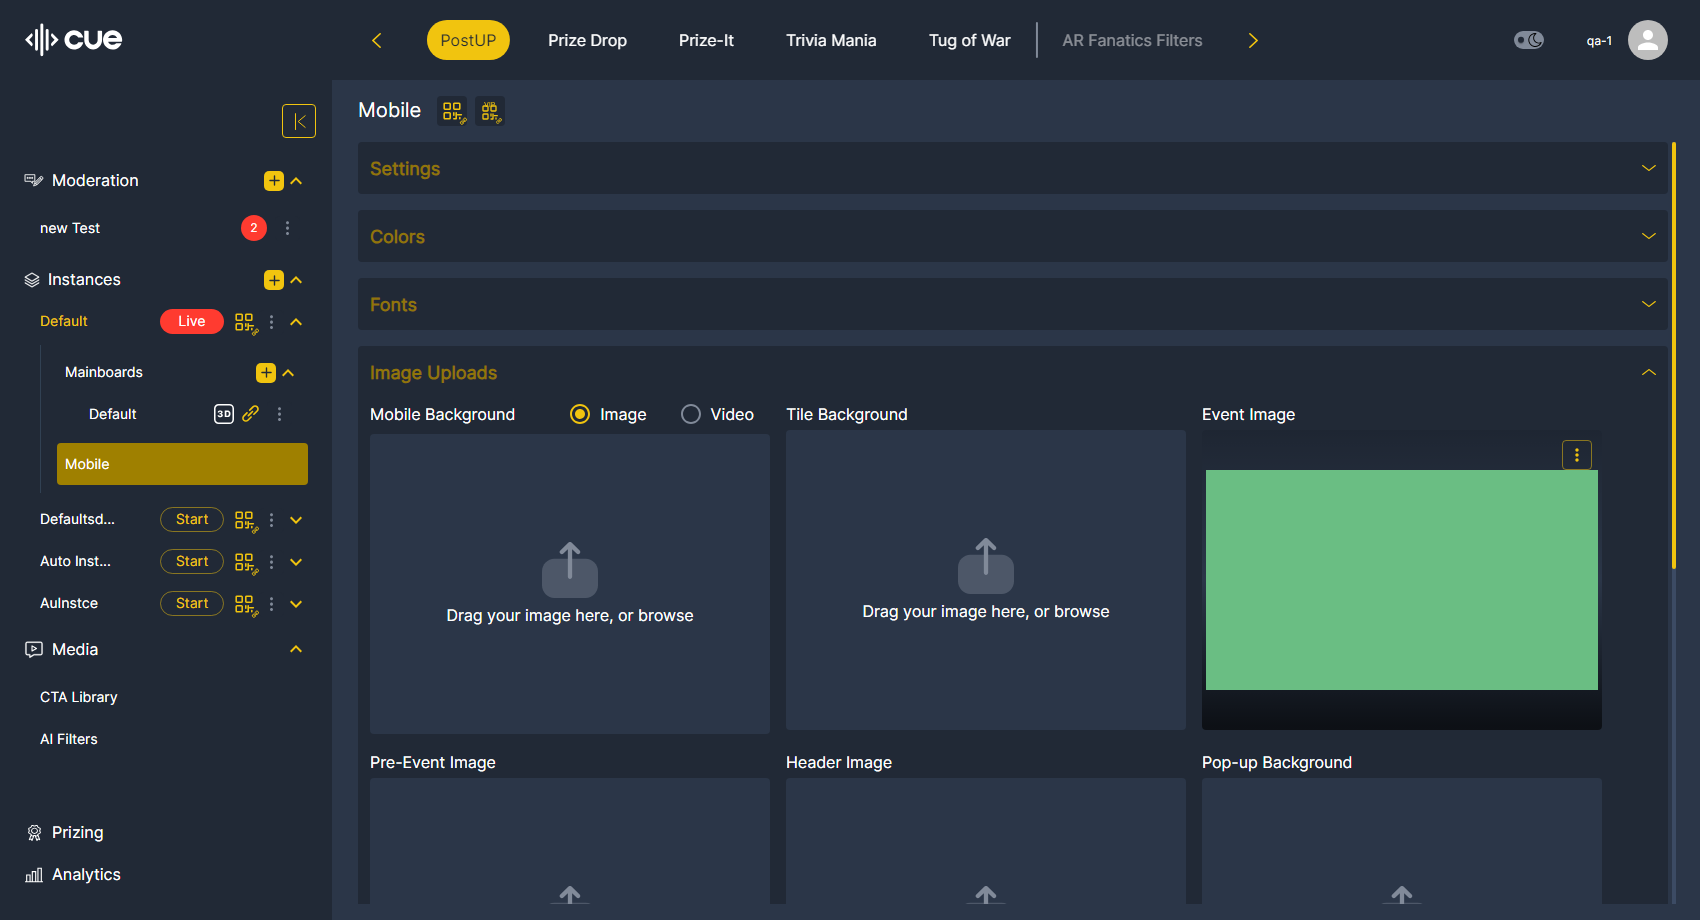 cue
PostUP
Prize Drop
Prize-It
Trivia Mania
Tug of War
AR Fanatics Filters
qa-1
Moderation
new Test
2
Instances
Default
Live
Mainboards
Default
3D
Mobile
Defaultsd...
Start
Auto Inst...
Start
AuInstce
Start
Media
CTA Library
AI Filters
Prizing
Analytics
Mobile
VIP
Settings
Colors
Fonts
Image Uploads
Mobile Background
Image
Video
Tile Background
Event Image
Drag your image here, or browse
Drag your image here, or browse
Pre-Event Image
Header Image
Pop-up Background